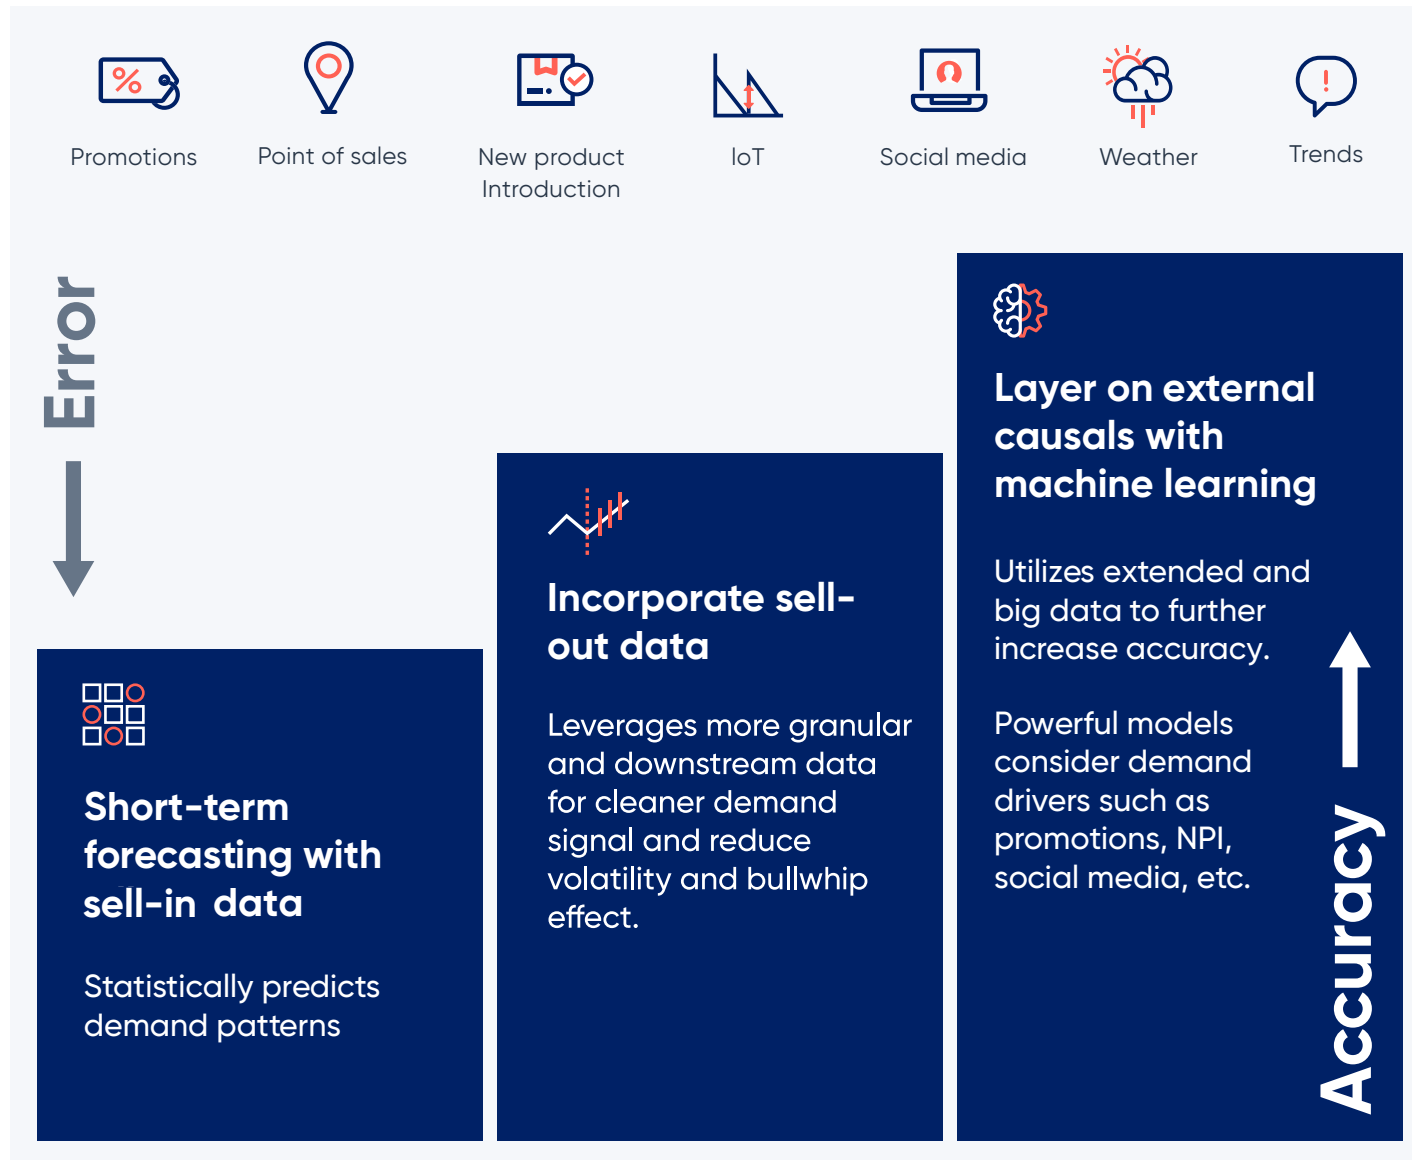 Promotions
Point of sales
New product
Introduction
IoT
Social media
Weather
Trends
Error
Short-term
forecasting with
sell-in data
Statistically predicts
demand patterns
Incorporate sell-
out data
Leverages more granular
and downstream data
for cleaner demand
signal and reduce
volatility and bullwhip
effect.
Layer on external
causals with
machine learning
Utilizes extended and
big data to further
increase accuracy.
Powerful models
consider demand
drivers such as
promotions, NPI,
social media, etc.
Accuracy